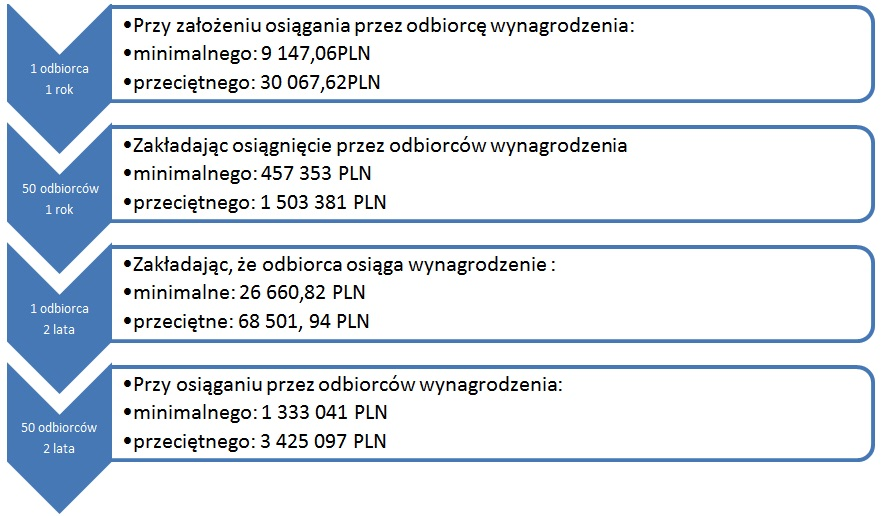 1 odbiorca
1 rok
•Przy założeniu osiągania przez odbiorcę wynagrodzenia:
•minimalnego: 9 147,06PLN
•przeciętnego: 30 067,62PLN
50 odbiorców
1 rok
•Zakładając osiągnięcie przez odbiorców wynagrodzenia
•minimalnego: 457 353 PLN
•przeciętnego: 1 503 381 PLN
1 odbiorca
2 lata
•Zakładając, że odbiorca osiąga wynagrodzenie :
•minimalne: 26 660,82 PLN
•przeciętne: 68 501, 94 PLN
50 odbiorców
2 lata
•Przy osiąganiu przez odbiorców wynagrodzenia:
•minimalnego: 1 333 041 PLN
•przeciętnego: 3 425 097 PLN